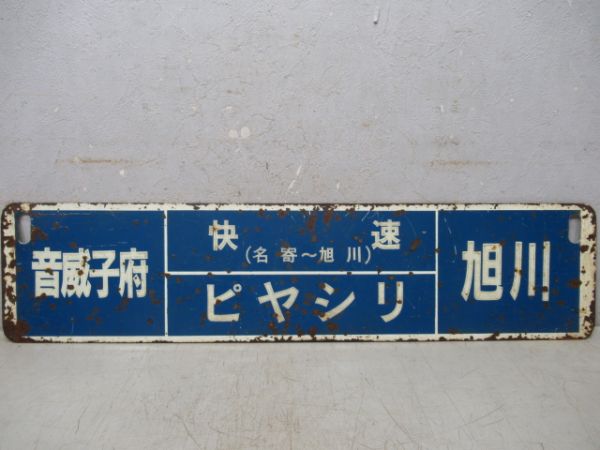 音威子府
快速
(名寄～旭川)
ピヤシリ
旭川